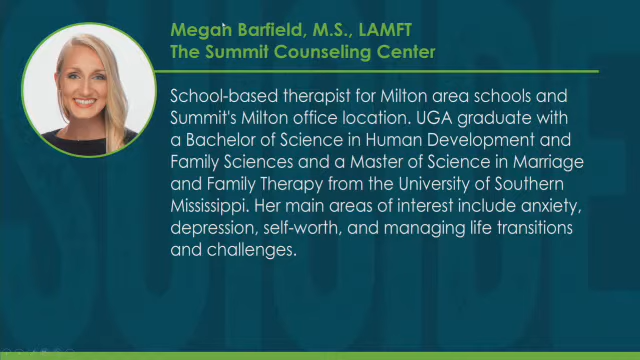 Megan Barfield, M.S., LAMFT
The Summit Counseling Center
School-based therapist for Milton area schools and
Summit's Milton office location. UGA graduate with
a Bachelor of Science in Human Development and
Family Sciences and a Master of Science in Marriage
and Family Therapy from the University of Southern
Mississippi. Her main areas of interest include anxiety,
depression, self-worth, and managing life transitions
and challenges.
SUICIDE